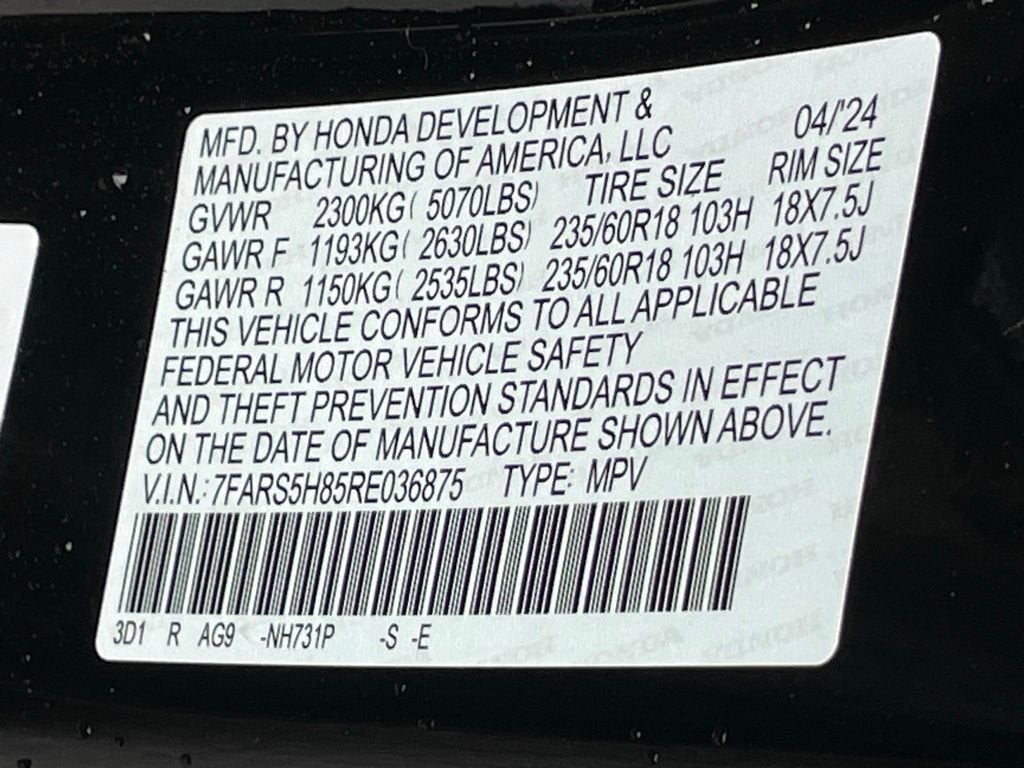 MFD. BY HONDA DEVELOPMENT &
MANUFACTURING OF AMERICA, LLC 04/'24
GVWR 2300KG( 5070LBS) TIRE SIZE RIM SIZE
GAWR F 1193KG( 2630LBS) 235/60R18 103H 18X7.5J
GAWR R 1150KG( 2535LBS) 235/60R18 103H 18X7.5J
THIS VEHICLE CONFORMS TO ALL APPLICABLE
FEDERAL MOTOR VEHICLE SAFETY
AND THEFT PREVENTION STANDARDS IN EFFECT
ON THE DATE OF MANUFACTURE SHOWN ABOVE.
V.I.N.: 7FARS5H85RE036875 TYPE: MPV
3D1 R AG9 -NH731P -S -E